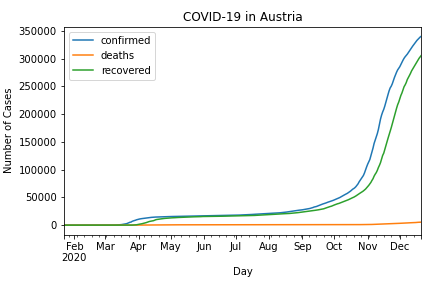 COVID-19 in Austria
confirmed
deaths
recovered
Number of Cases
350000
300000
250000
200000
150000
100000
50000
0
Feb Mar Apr May Jun Jul Aug Sep Oct Nov Dec
2020
Day